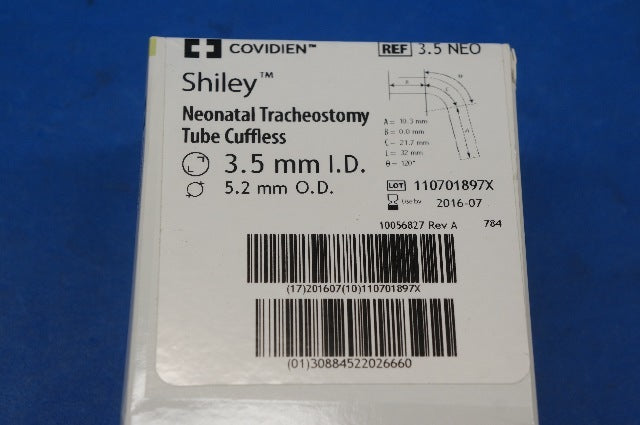 COVIDIEN™
REF 3.5 NEO
Shiley™
Neonatal Tracheostomy
Tube Cuffless
3.5 mm I.D.
5.2 mm O.D.
A = 10.3 mm
B = 0.0 mm
C = 21.7 mm
L = 32 mm
θ = 120°
LOT 110701897X
Use by 2016-07
10056827 Rev A 784
(17)201607(10)110701897X
(01)30884522026660